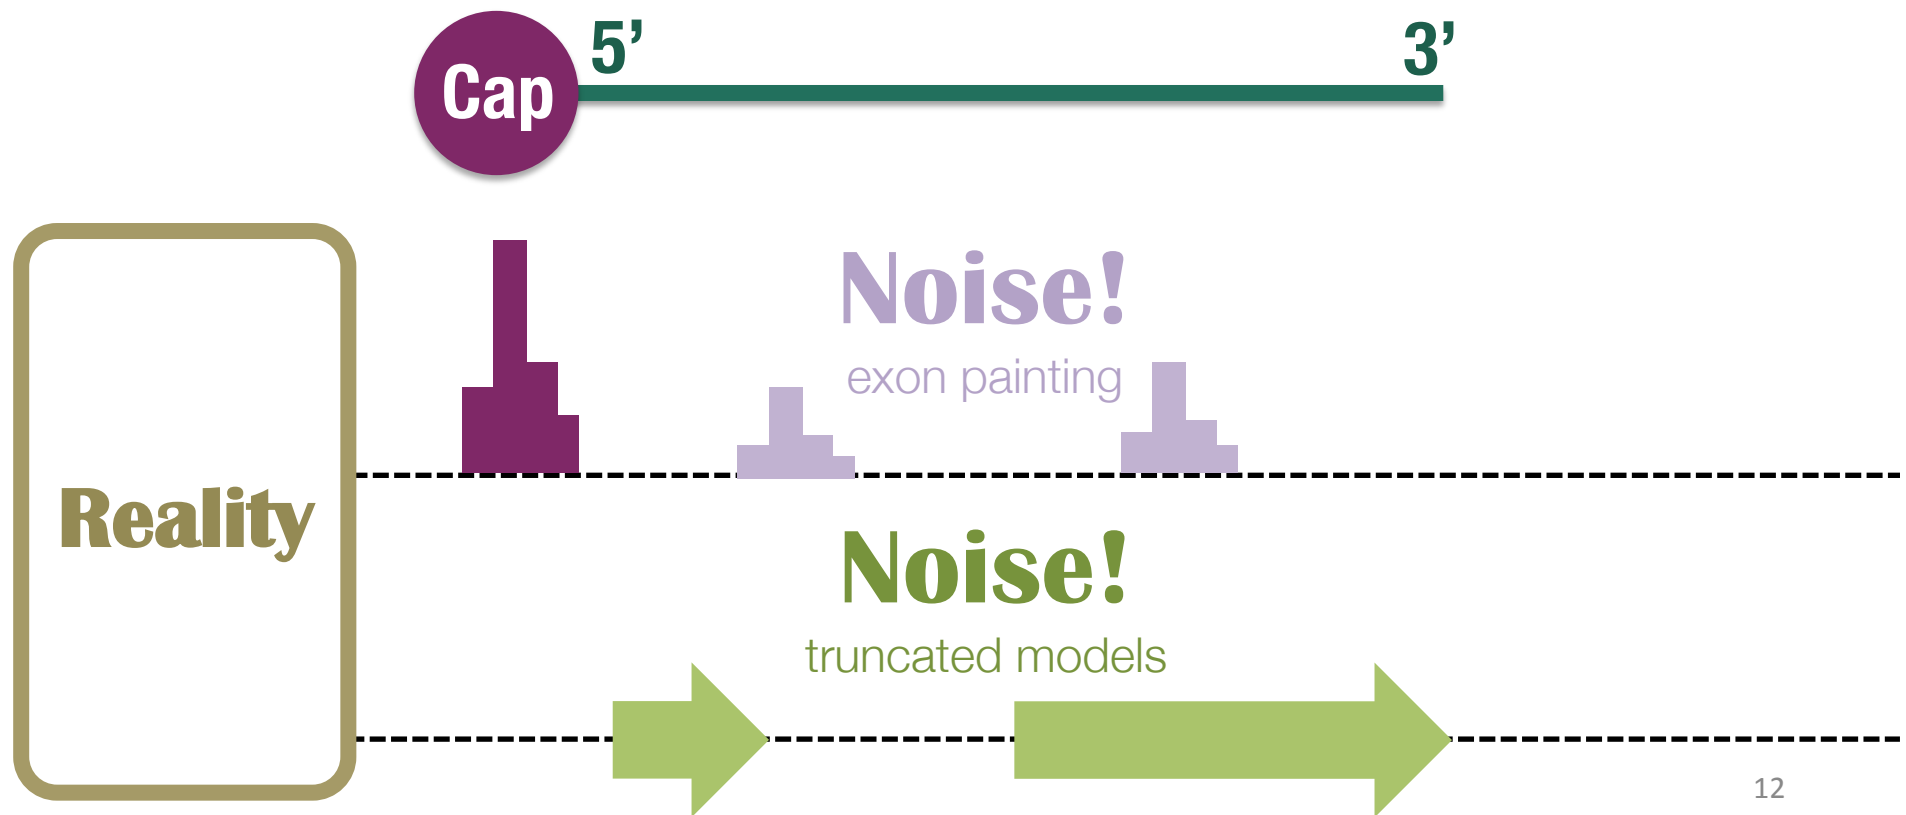 Cap
5’
3’
Noise!
exon painting
Reality
Noise!
truncated models
12